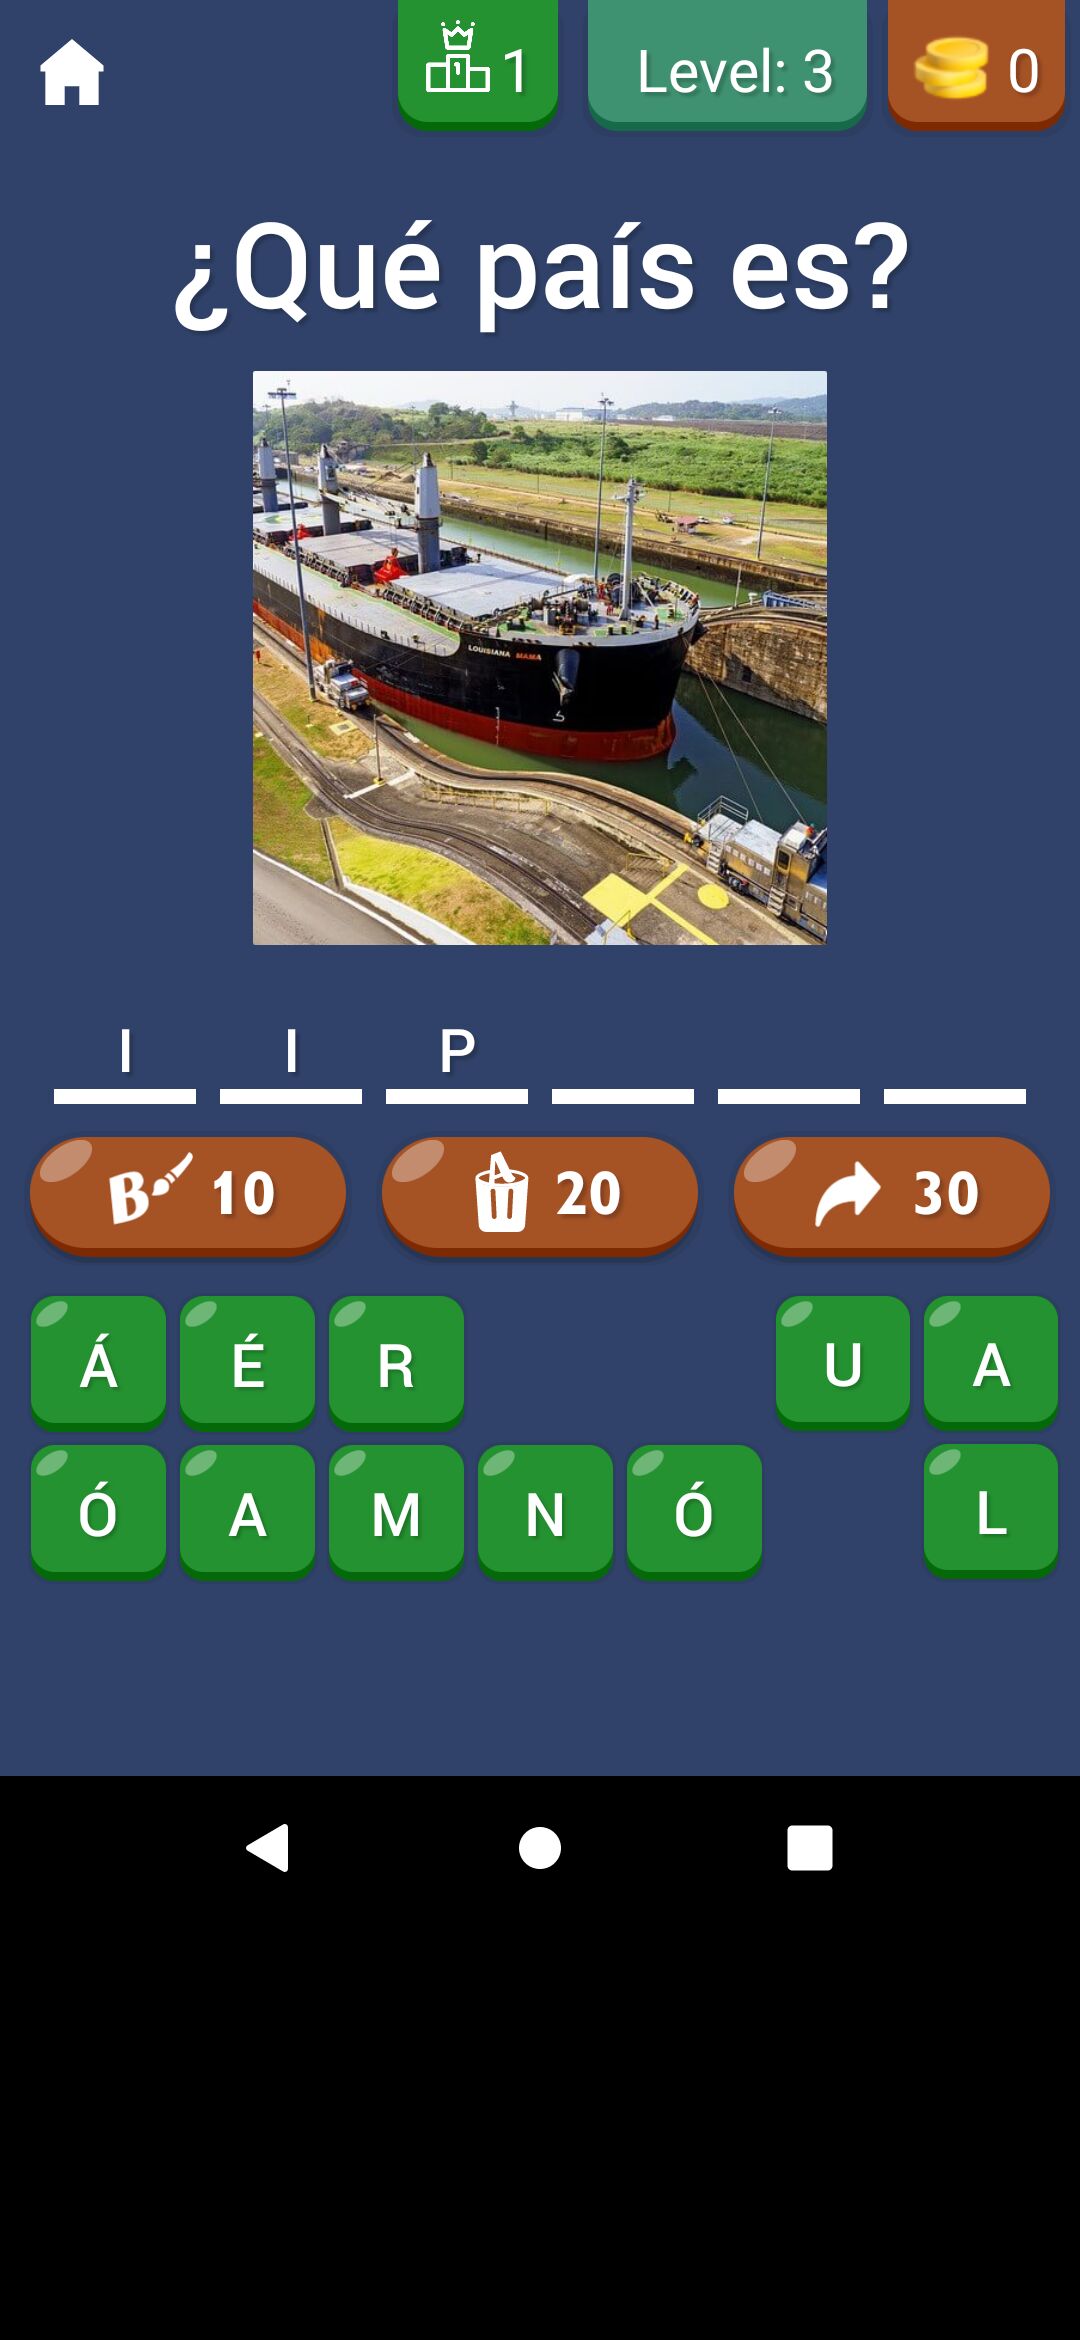 1 Level: 3 0
¿Qué país es?
LOUISIANA MAMA
I I P
B 10 20 30
Á É R U A
Ó A M N Ó L